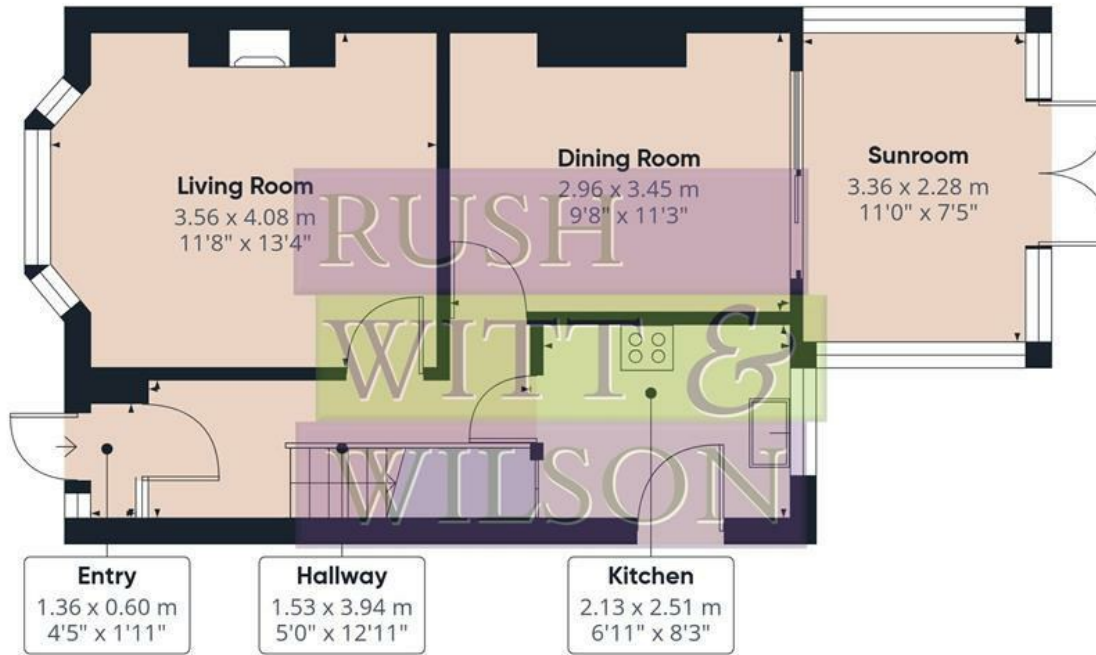 Living Room
3.56 x 4.08 m
11'8" x 13'4"
Dining Room
2.96 x 3.45 m
9'8" x 11'3"
Sunroom
3.36 x 2.28 m
11'0" x 7'5"
RUSH
WITT &
WILSON
Entry
1.36 x 0.60 m
4'5" x 1'11"
Hallway
1.53 x 3.94 m
5'0" x 12'11"
Kitchen
2.13 x 2.51 m
6'11" x 8'3"